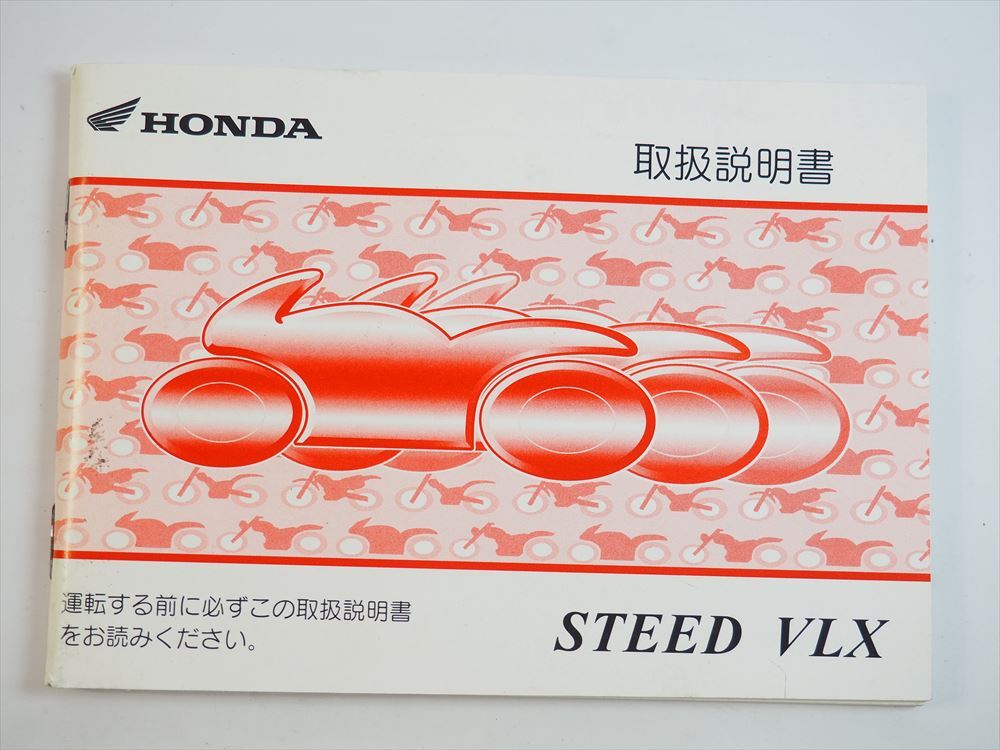 HONDA
取扱説明書
運転する前に必ずこの取扱説明書
をお読みください。
STEED VLX